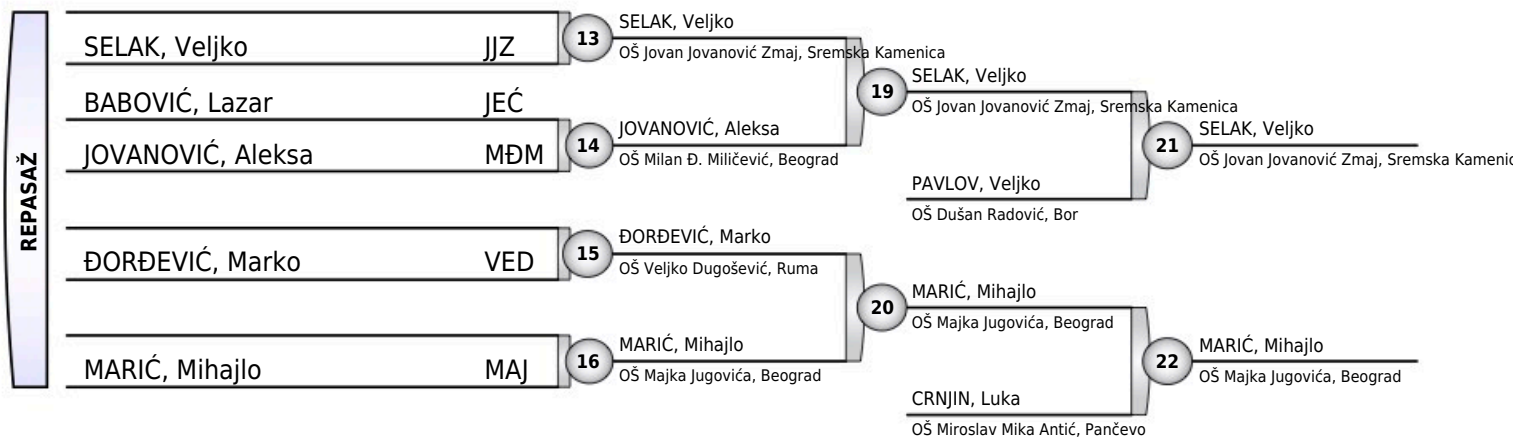 REPASAŽ
SELAK, Veljko JJZ
BABOVIĆ, Lazar JEĆ
JOVANOVIĆ, Aleksa MĐM
ĐORĐEVIĆ, Marko VED
MARIĆ, Mihajlo MAJ
13
SELAK, Veljko
OŠ Jovan Jovanović Zmaj, Sremska Kamenica
14
JOVANOVIĆ, Aleksa
OŠ Milan Đ. Miličević, Beograd
15
ĐORĐEVIĆ, Marko
OŠ Veljko Dugošević, Ruma
16
MARIĆ, Mihajlo
OŠ Majka Jugovića, Beograd
19
SELAK, Veljko
OŠ Jovan Jovanović Zmaj, Sremska Kamenica
PAVLOV, Veljko
OŠ Dušan Radović, Bor
20
MARIĆ, Mihajlo
OŠ Majka Jugovića, Beograd
CRNJIN, Luka
OŠ Miroslav Mika Antić, Pančevo
21
SELAK, Veljko
OŠ Jovan Jovanović Zmaj, Sremska Kamenic
22
MARIĆ, Mihajlo
OŠ Majka Jugovića, Beograd